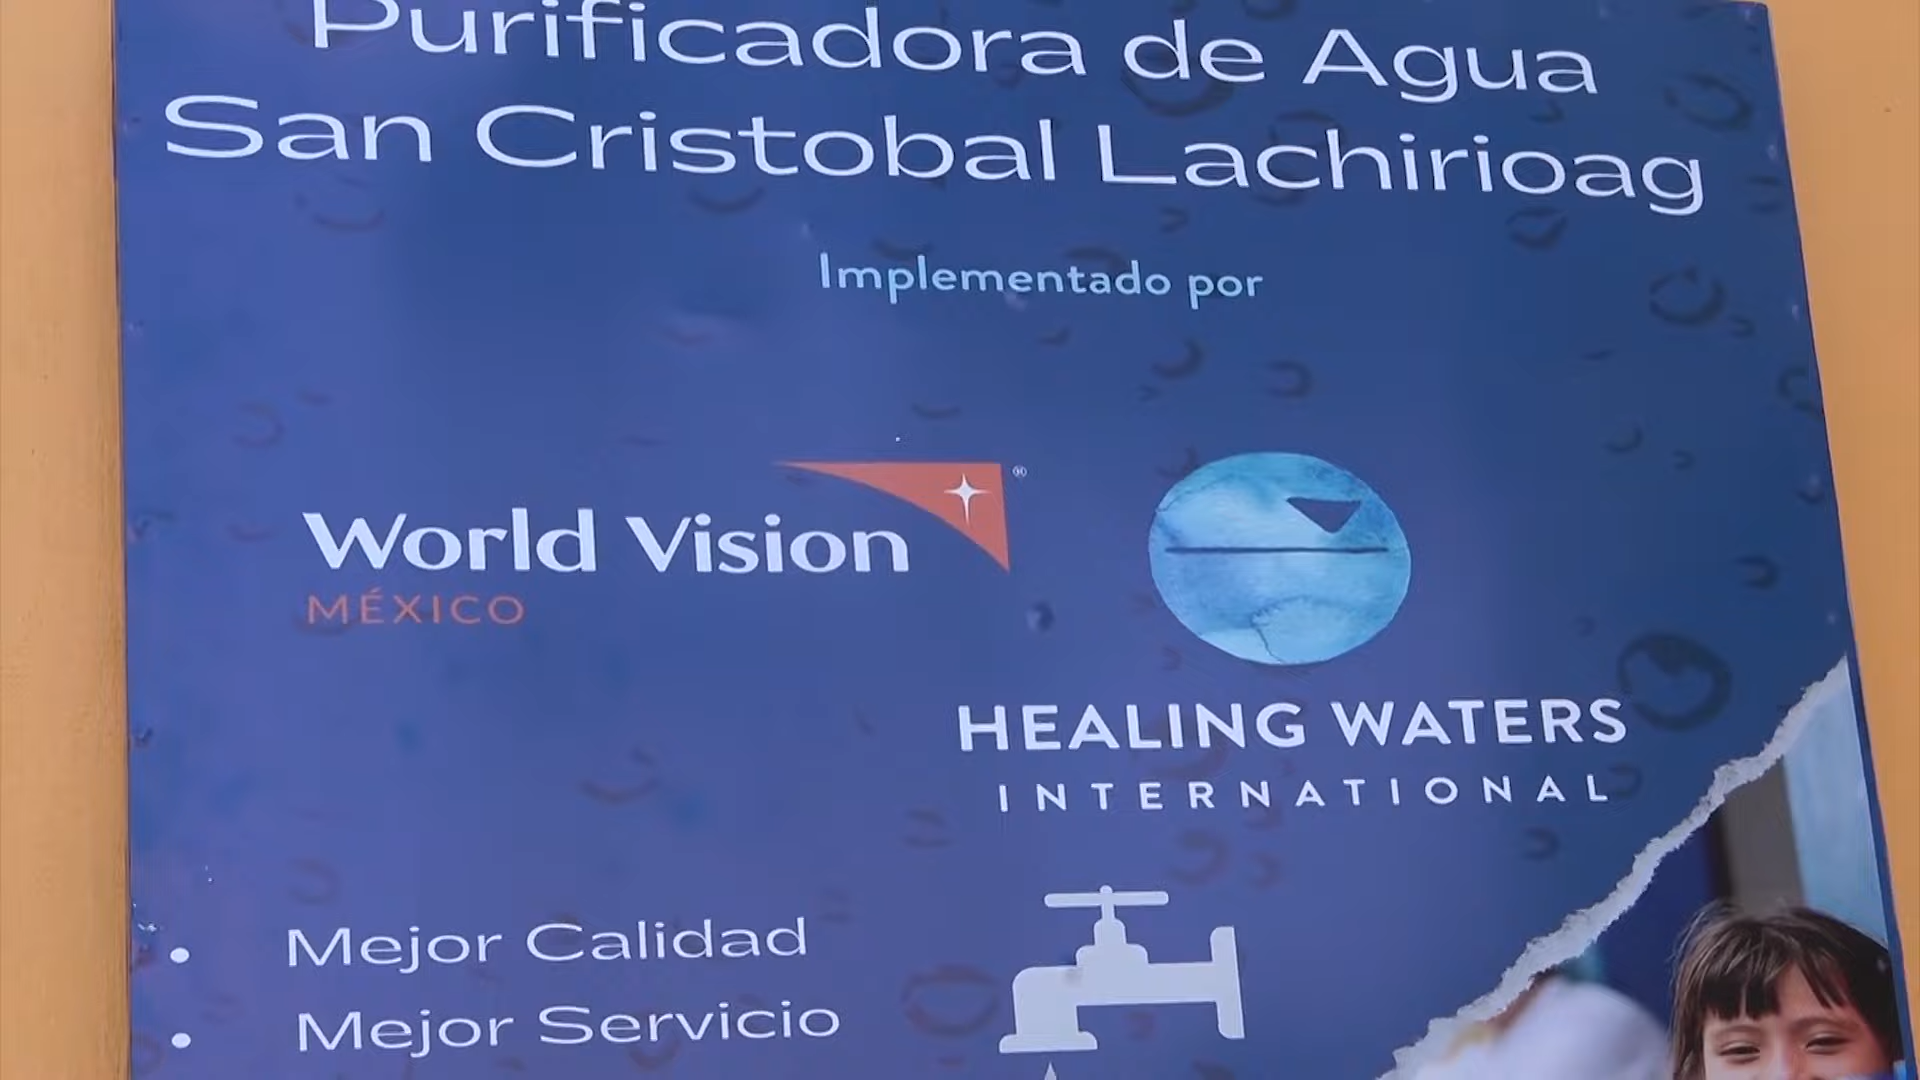 Purificadora de Agua
San Cristobal Lachirioag
Implementado por
World Vision ®
MÉXICO
HEALING WATERS
INTERNATIONAL
• Mejor Calidad
• Mejor Servicio